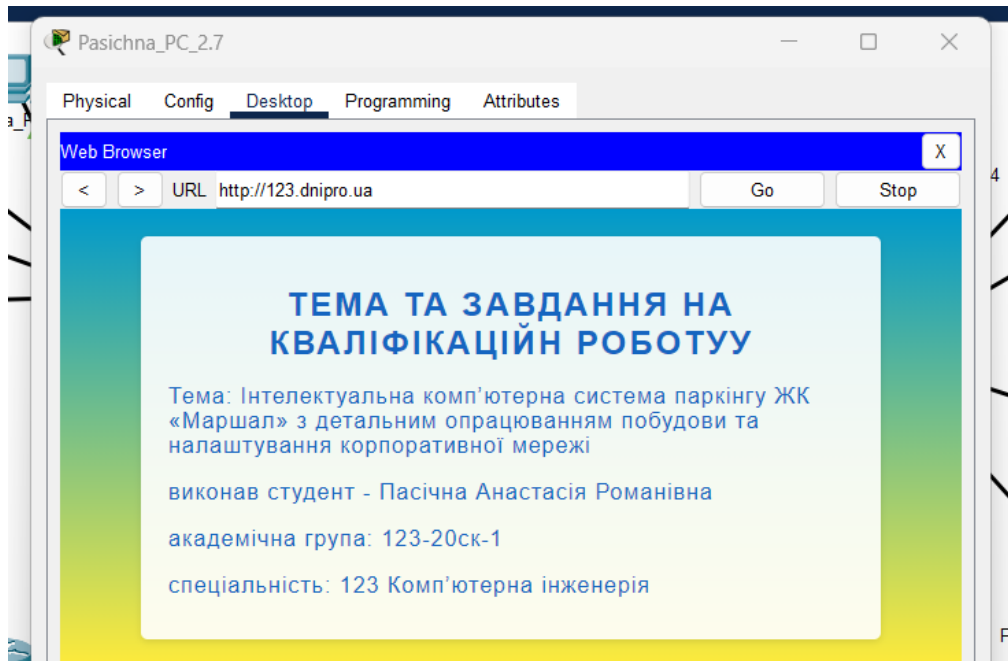 Pasichna_PC_2.7
Physical Config Desktop Programming Attributes
Web Browser X
< > URL http://123.dnipro.ua Go Stop
4
ТЕМА ТА ЗАВДАННЯ НА
КВАЛІФІКАЦІЙН РОБОТУУ
Тема: Інтелектуальна комп'ютерна система паркінгу ЖК
«Маршал» з детальним опрацюванням побудови та
налаштування корпоративної мережі
виконав студент - Пасічна Анастасія Романівна
академічна група: 123-20ск-1
спеціальність: 123 Комп'ютерна інженерія